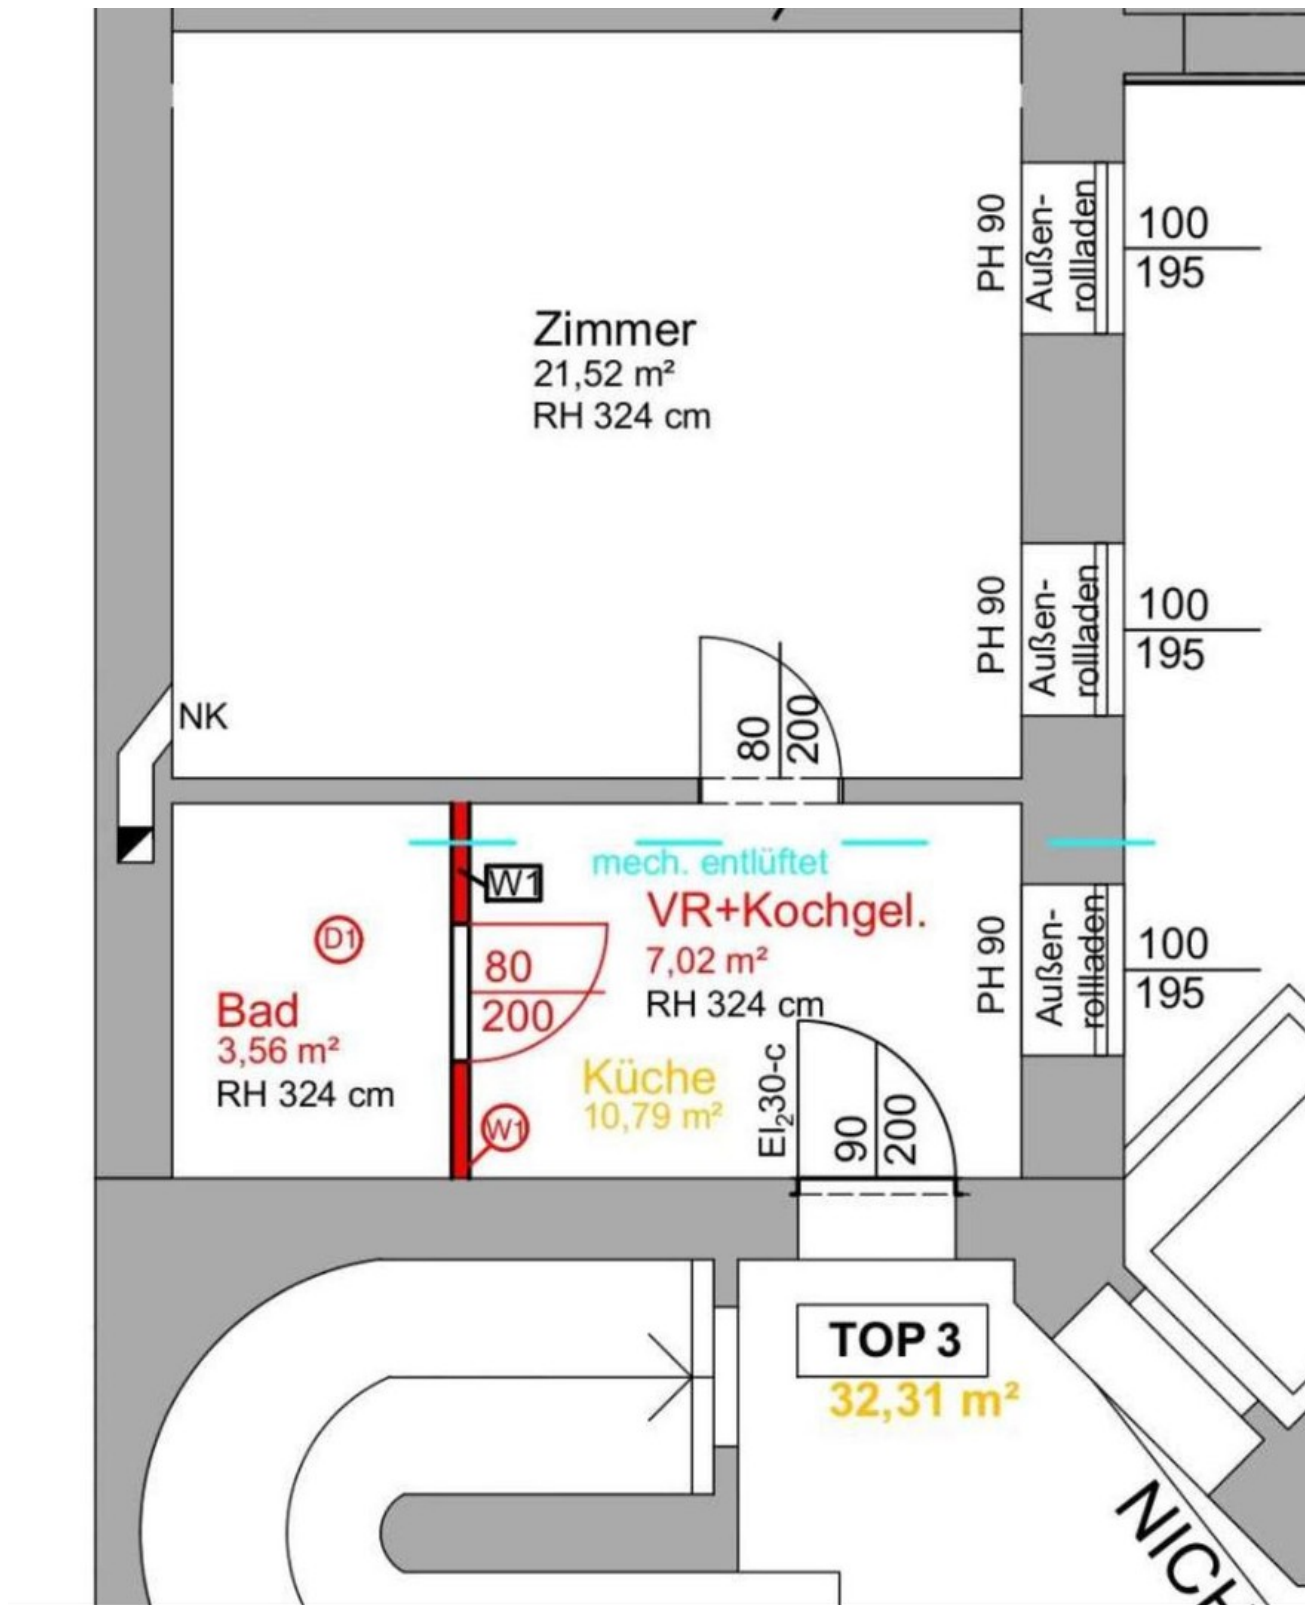 PH 90
Außen-
rollladen
100
195
Zimmer
21,52 m²
RH 324 cm
PH 90
Außen-
rollladen
100
195
NK
80
200
mech. entlüftet
W1
VR+Kochgel.
7,02 m²
RH 324 cm
D1
80
200
PH 90
Außen-
rollladen
100
195
Bad
3,56 m²
RH 324 cm
Küche
10,79 m²
EI₂30-c
90
200
W1
TOP 3
32,31 m²